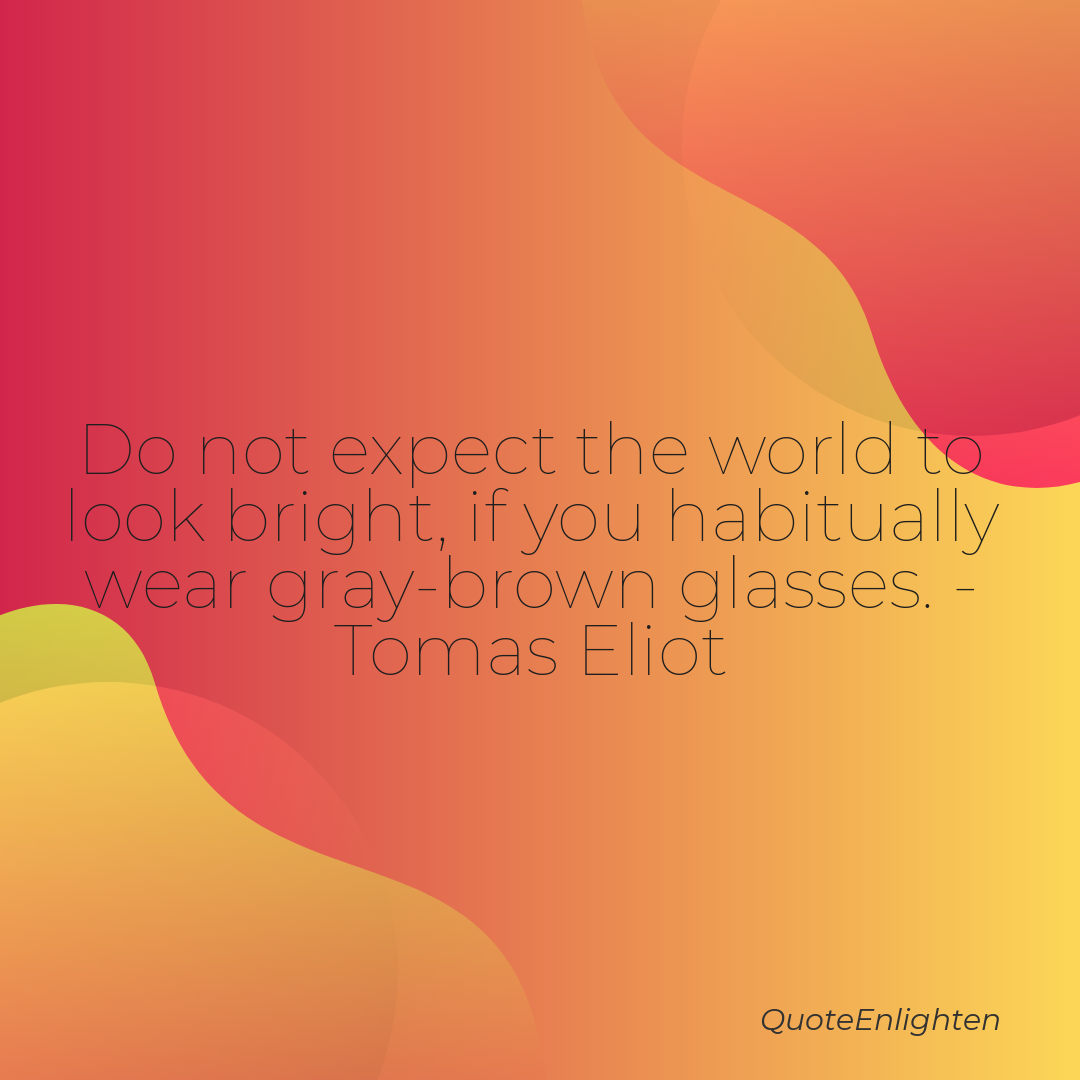 Do not expect the world to
look bright, if you habitually
wear gray-brown glasses. -
Tomas Eliot
QuoteEnlighten